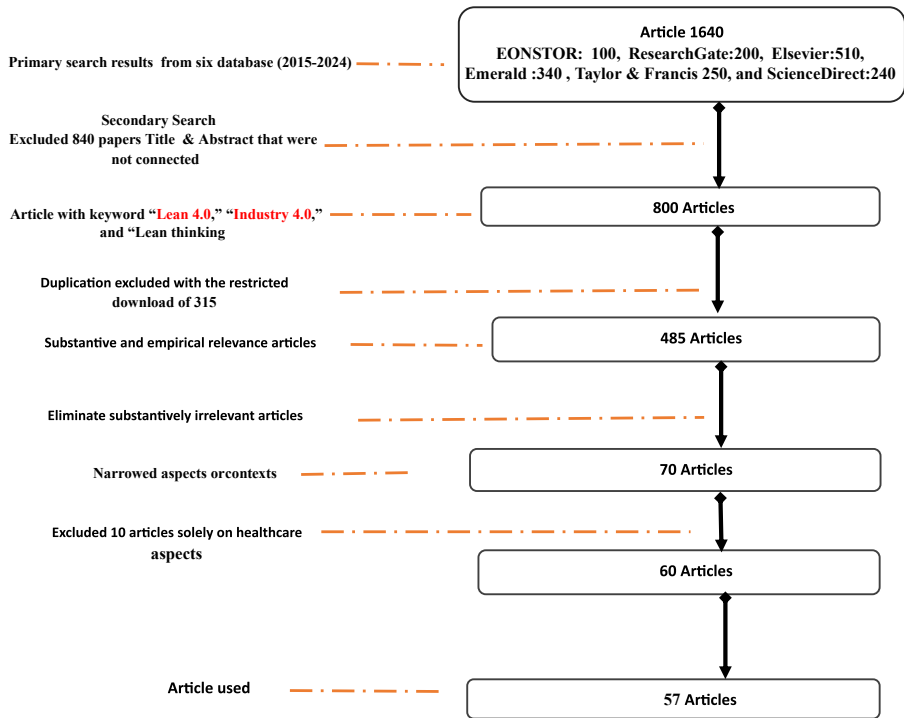 Article 1640
EONSTOR: 100, ResearchGate:200, Elsevier:510,
Emerald :340 , Taylor & Francis 250, and ScienceDirect:240
Primary search results from six database (2015-2024)
Secondary Search
Excluded 840 papers Title & Abstract that were
not connected
800 Articles
Article with keyword “Lean 4.0,” “Industry 4.0,”
and “Lean thinking
Duplication excluded with the restricted
download of 315
485 Articles
Substantive and empirical relevance articles
Eliminate substantively irrelevant articles
70 Articles
Narrowed aspects orcontexts
Excluded 10 articles solely on healthcare
aspects
60 Articles
Article used
57 Articles